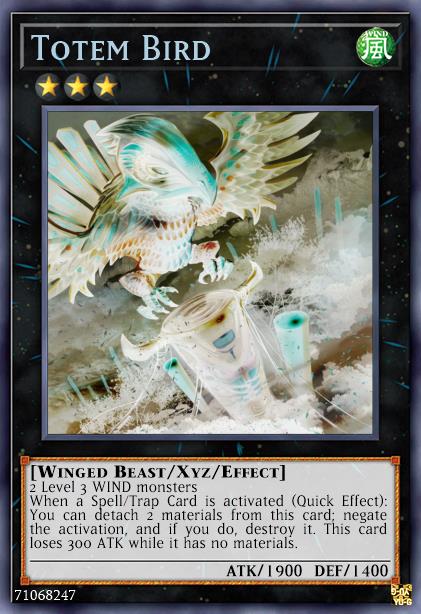 Totem Bird
WIND
風
[Winged Beast/Xyz/Effect]
2 Level 3 WIND monsters
When a Spell/Trap Card is activated (Quick Effect):
You can detach 2 materials from this card; negate
the activation, and if you do, destroy it. This card
loses 300 ATK while it has no materials.
ATK/1900 DEF/1400
71068247